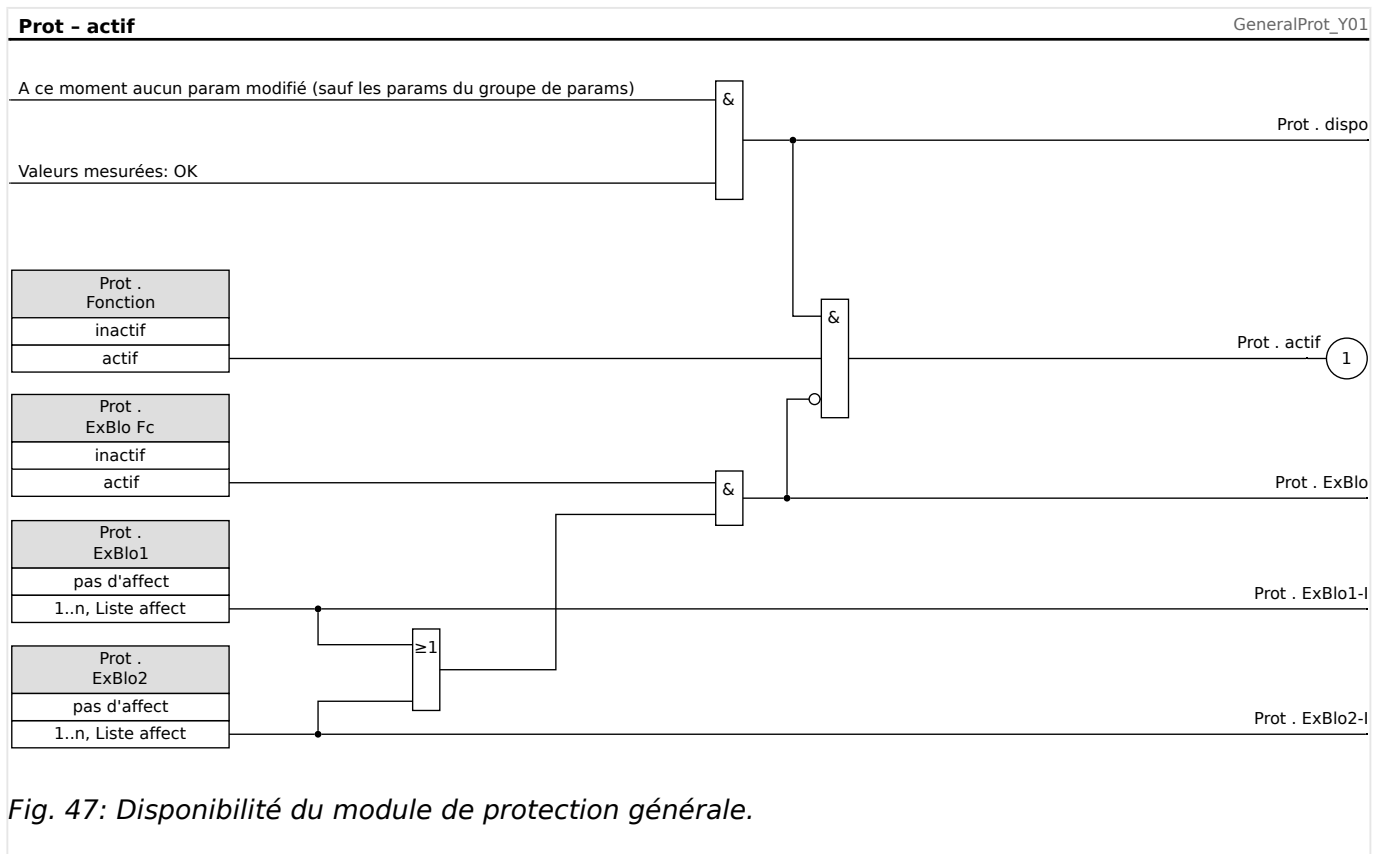 Prot – actif
GeneralProt_Y01
A ce moment aucun param modifié (sauf les params du groupe de params)
&
Prot . dispo
Valeurs mesurées: OK
Prot .
Fonction
inactif
actif
&
Prot . actif
1
Prot .
ExBlo Fc
inactif
actif
&
Prot . ExBlo
Prot .
ExBlo1
pas d'affect
1..n, Liste affect
Prot . ExBlo1-I
≥1
Prot .
ExBlo2
pas d'affect
1..n, Liste affect
Prot . ExBlo2-I
Fig. 47: Disponibilité du module de protection générale.